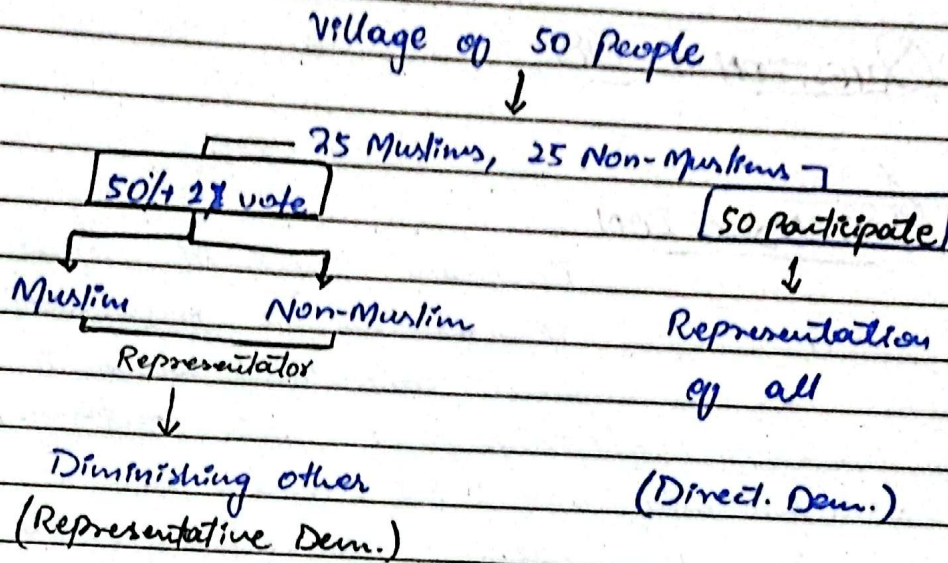 Village of 50 People
25 Muslims, 25 Non-Muslims
50%+ 2% vote
50 Participate
Muslim
Non-Muslim
Representation
Representator
of all
Diminishing other
(Direct. Dem.)
(Representative Dem.)